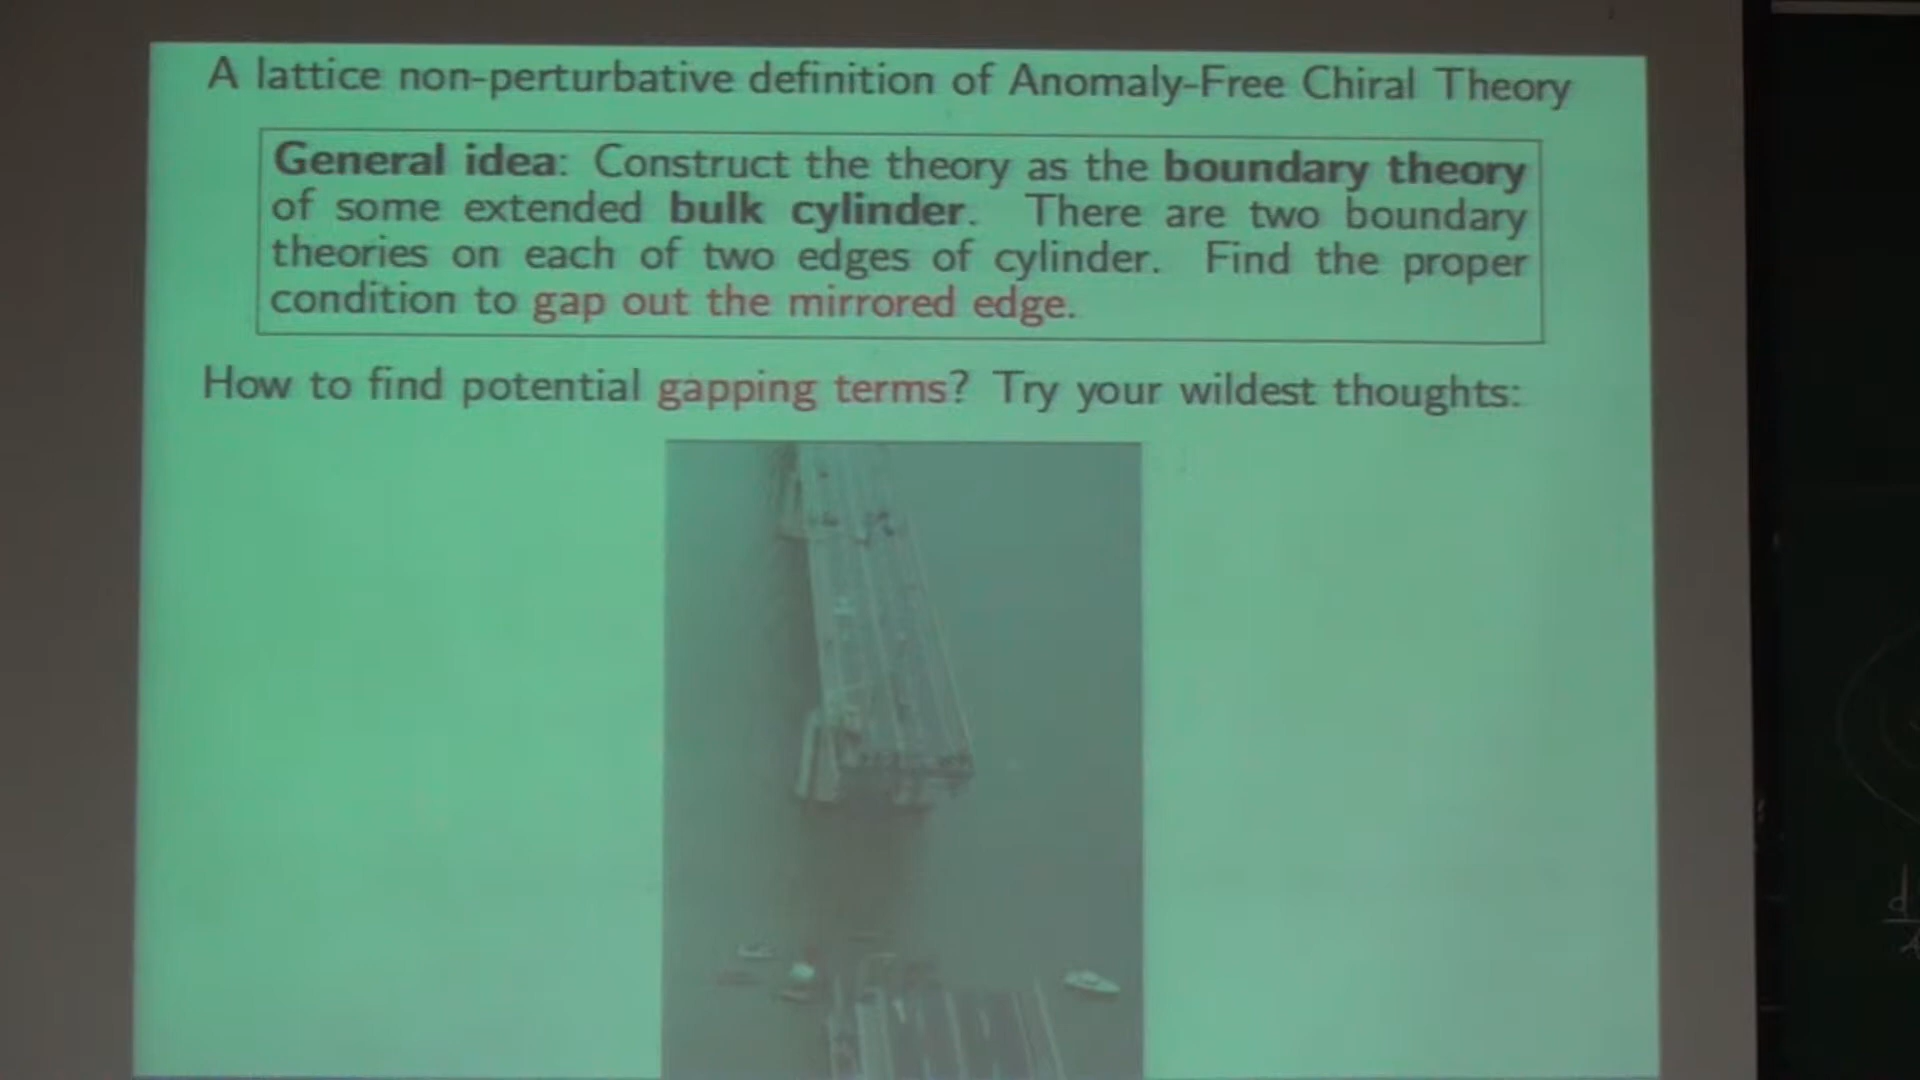 A lattice non-perturbative definition of Anomaly-Free Chiral Theory
General idea: Construct the theory as the boundary theory
of some extended bulk cylinder. There are two boundary
theories on each of two edges of cylinder. Find the proper
condition to gap out the mirrored edge.
How to find potential gapping terms? Try your wildest thoughts:
d